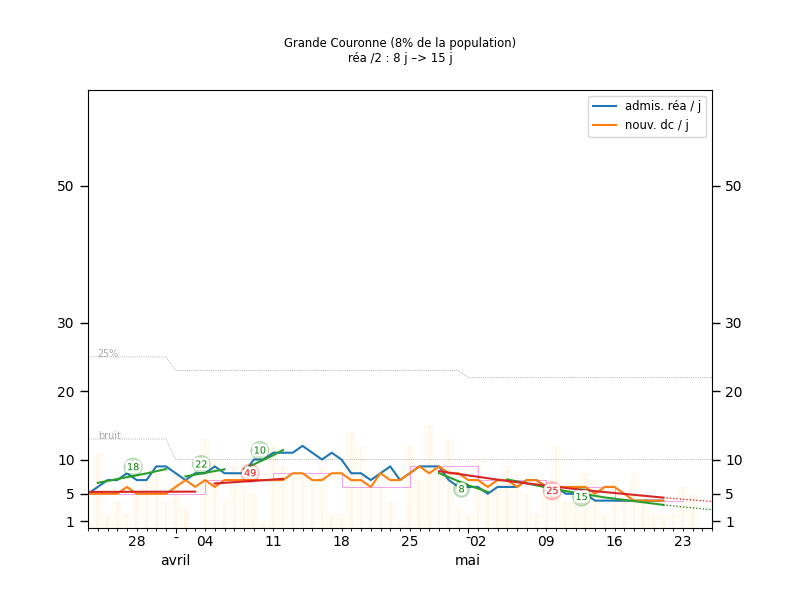 Grande Couronne (8% de la population)
réa /2 : 8 j –> 15 j
admis. réa / j
nouv. dc / j
50 50
30 30
25%
20 20
bruit
10 10
5 5
1 1
18
22
49
10
8
25
15
28 04 11 18 25 02 09 16 23
avril mai